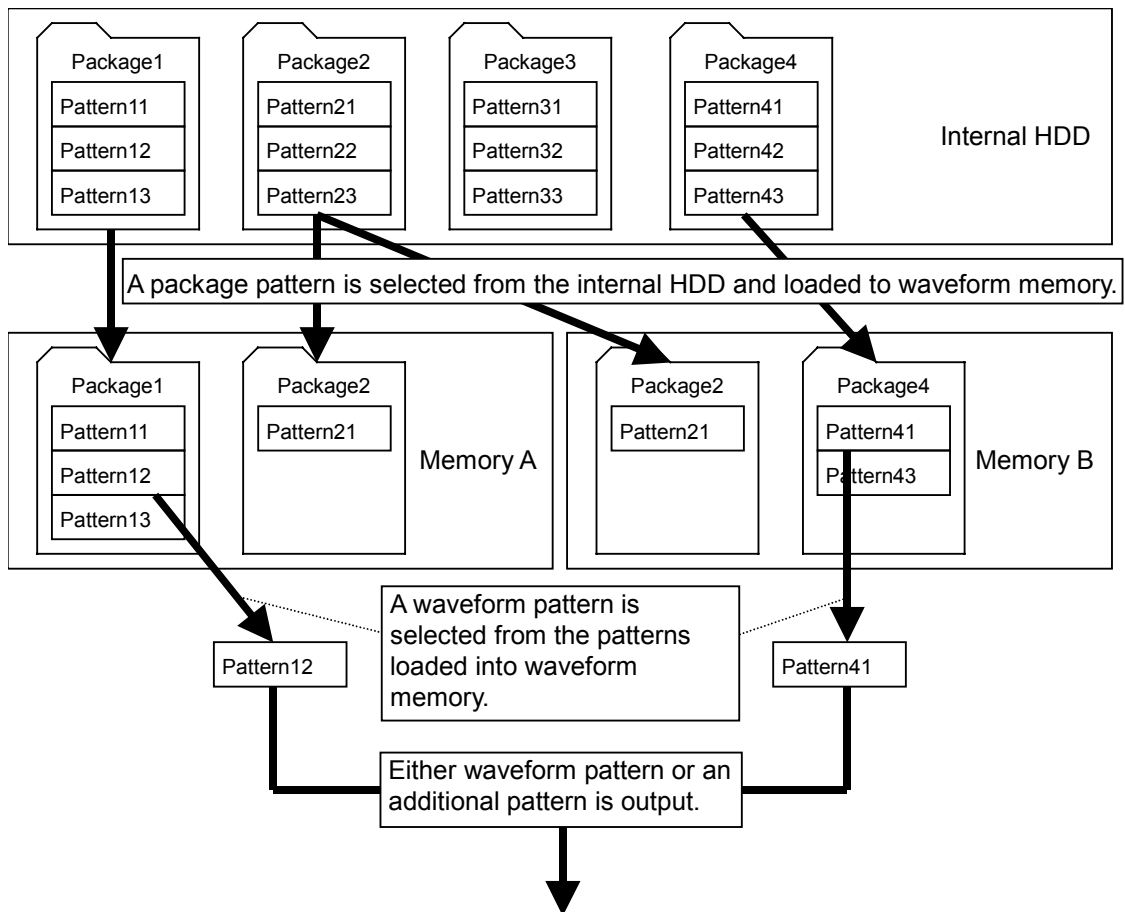 Package1
Package2
Package3
Package4
Pattern11
Pattern21
Pattern31
Pattern41
Pattern12
Pattern22
Pattern32
Pattern42
Internal HDD
Pattern13
Pattern23
Pattern33
Pattern43
A package pattern is selected from the internal HDD and loaded to waveform memory.
Package1
Package2
Package2
Package4
Pattern11
Pattern21
Pattern21
Pattern41
Pattern12
Memory A
Pattern43
Memory B
Pattern13
A waveform pattern is
selected from the patterns
loaded into waveform
memory.
Pattern12
Pattern41
Either waveform pattern or an
additional pattern is output.